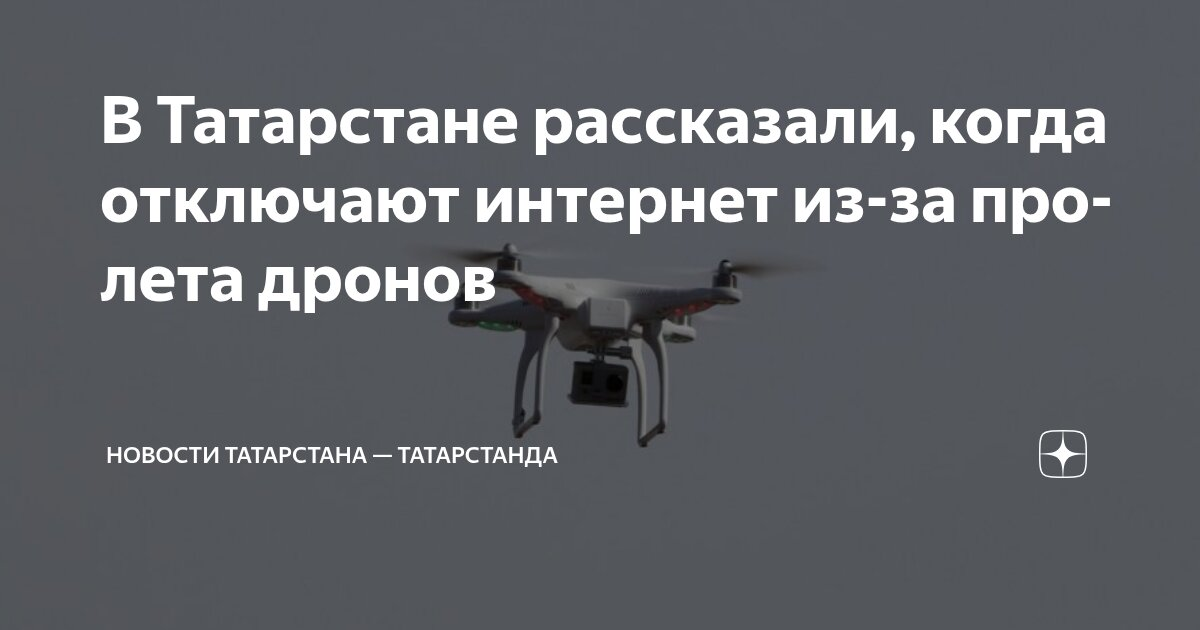 В Татарстане рассказали, когда
отключают интернет из-за про-
лета дронов
НОВОСТИ ТАТАРСТАНА — ТАТАРСТАНДА